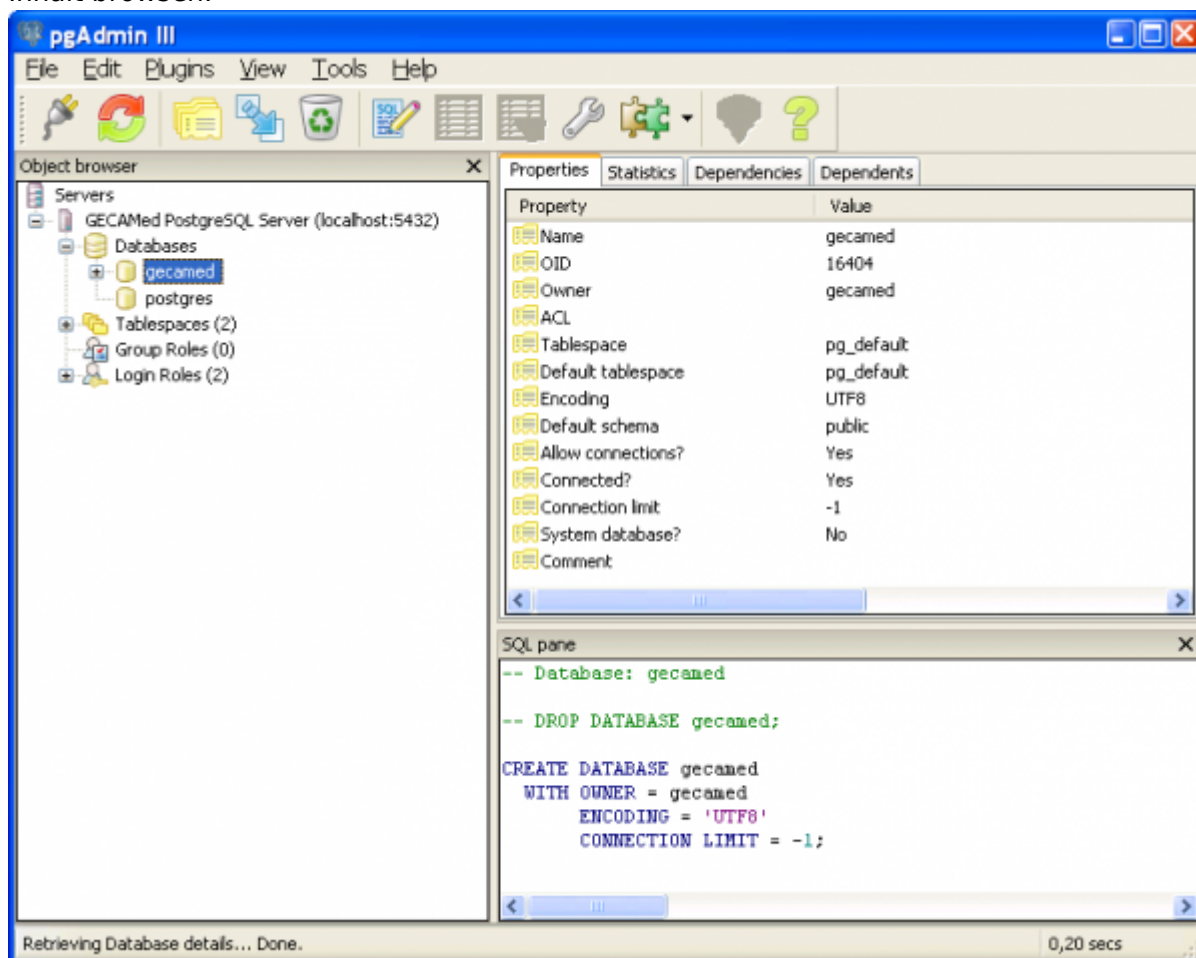 pgAdmin III
File Edit Plugins View Tools Help
SQL
Object browser
Servers
GECAMed PostgreSQL Server (localhost:5432)
Databases
gecamed
postgres
Tablespaces (2)
Group Roles (0)
Login Roles (2)
Properties Statistics Dependencies Dependents
Property Value
Name gecamed
OID 16404
Owner gecamed
ACL
Tablespace pg_default
Default tablespace pg_default
Encoding UTF8
Default schema public
Allow connections? Yes
Connected? Yes
Connection limit -1
System database? No
Comment
SQL pane
-- Database: gecamed
-- DROP DATABASE gecamed;
CREATE DATABASE gecamed
WITH OWNER = gecamed
ENCODING = 'UTF8'
CONNECTION LIMIT = -1;
Retrieving Database details... Done. 0,20 secs